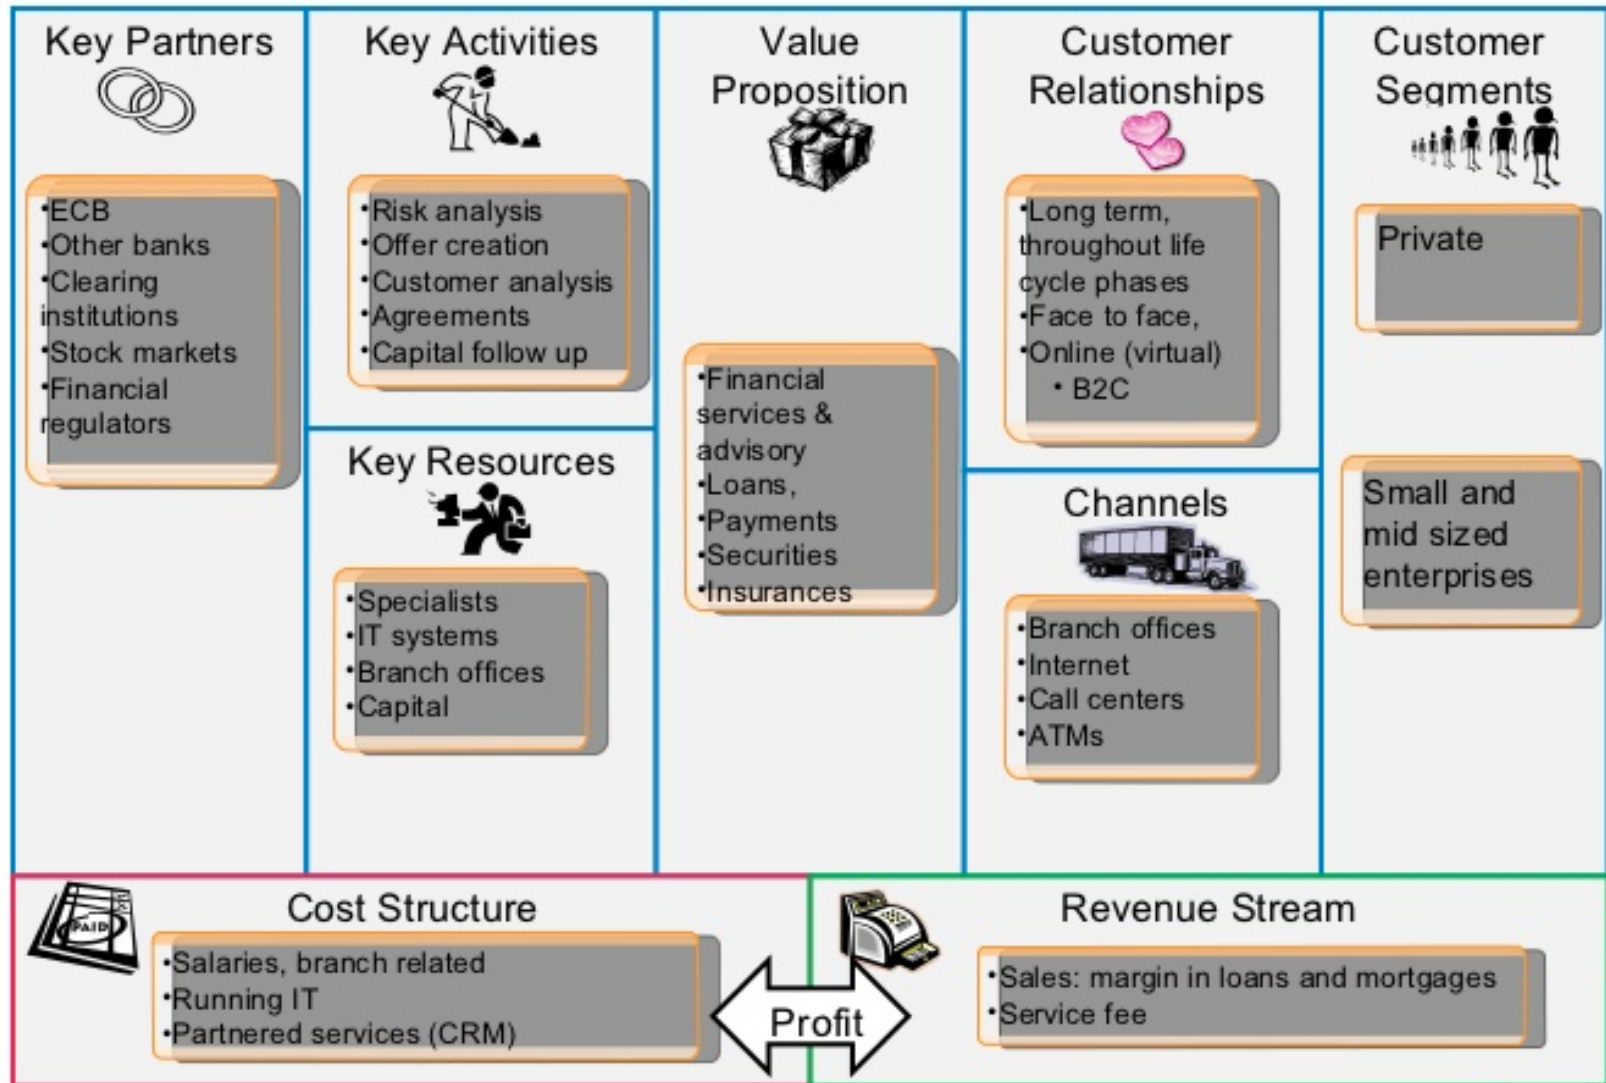 Key Partners
•ECB
•Other banks
•Clearing
institutions
•Stock markets
•Financial
regulators
Key Activities
•Risk analysis
•Offer creation
•Customer analysis
•Agreements
•Capital follow up
Key Resources
•Specialists
•IT systems
•Branch offices
•Capital
Value
Proposition
•Financial
services &
advisory
•Loans,
•Payments
•Securities
•Insurances
Customer
Relationships
•Long term,
throughout life
cycle phases
•Face to face,
•Online (virtual)
• B2C
Channels
•Branch offices
•Internet
•Call centers
•ATMs
Customer
Segments
Private
Small and
mid sized
enterprises
PAID
Cost Structure
•Salaries, branch related
•Running IT
•Partnered services (CRM)
Profit
Revenue Stream
•Sales: margin in loans and mortgages
•Service fee